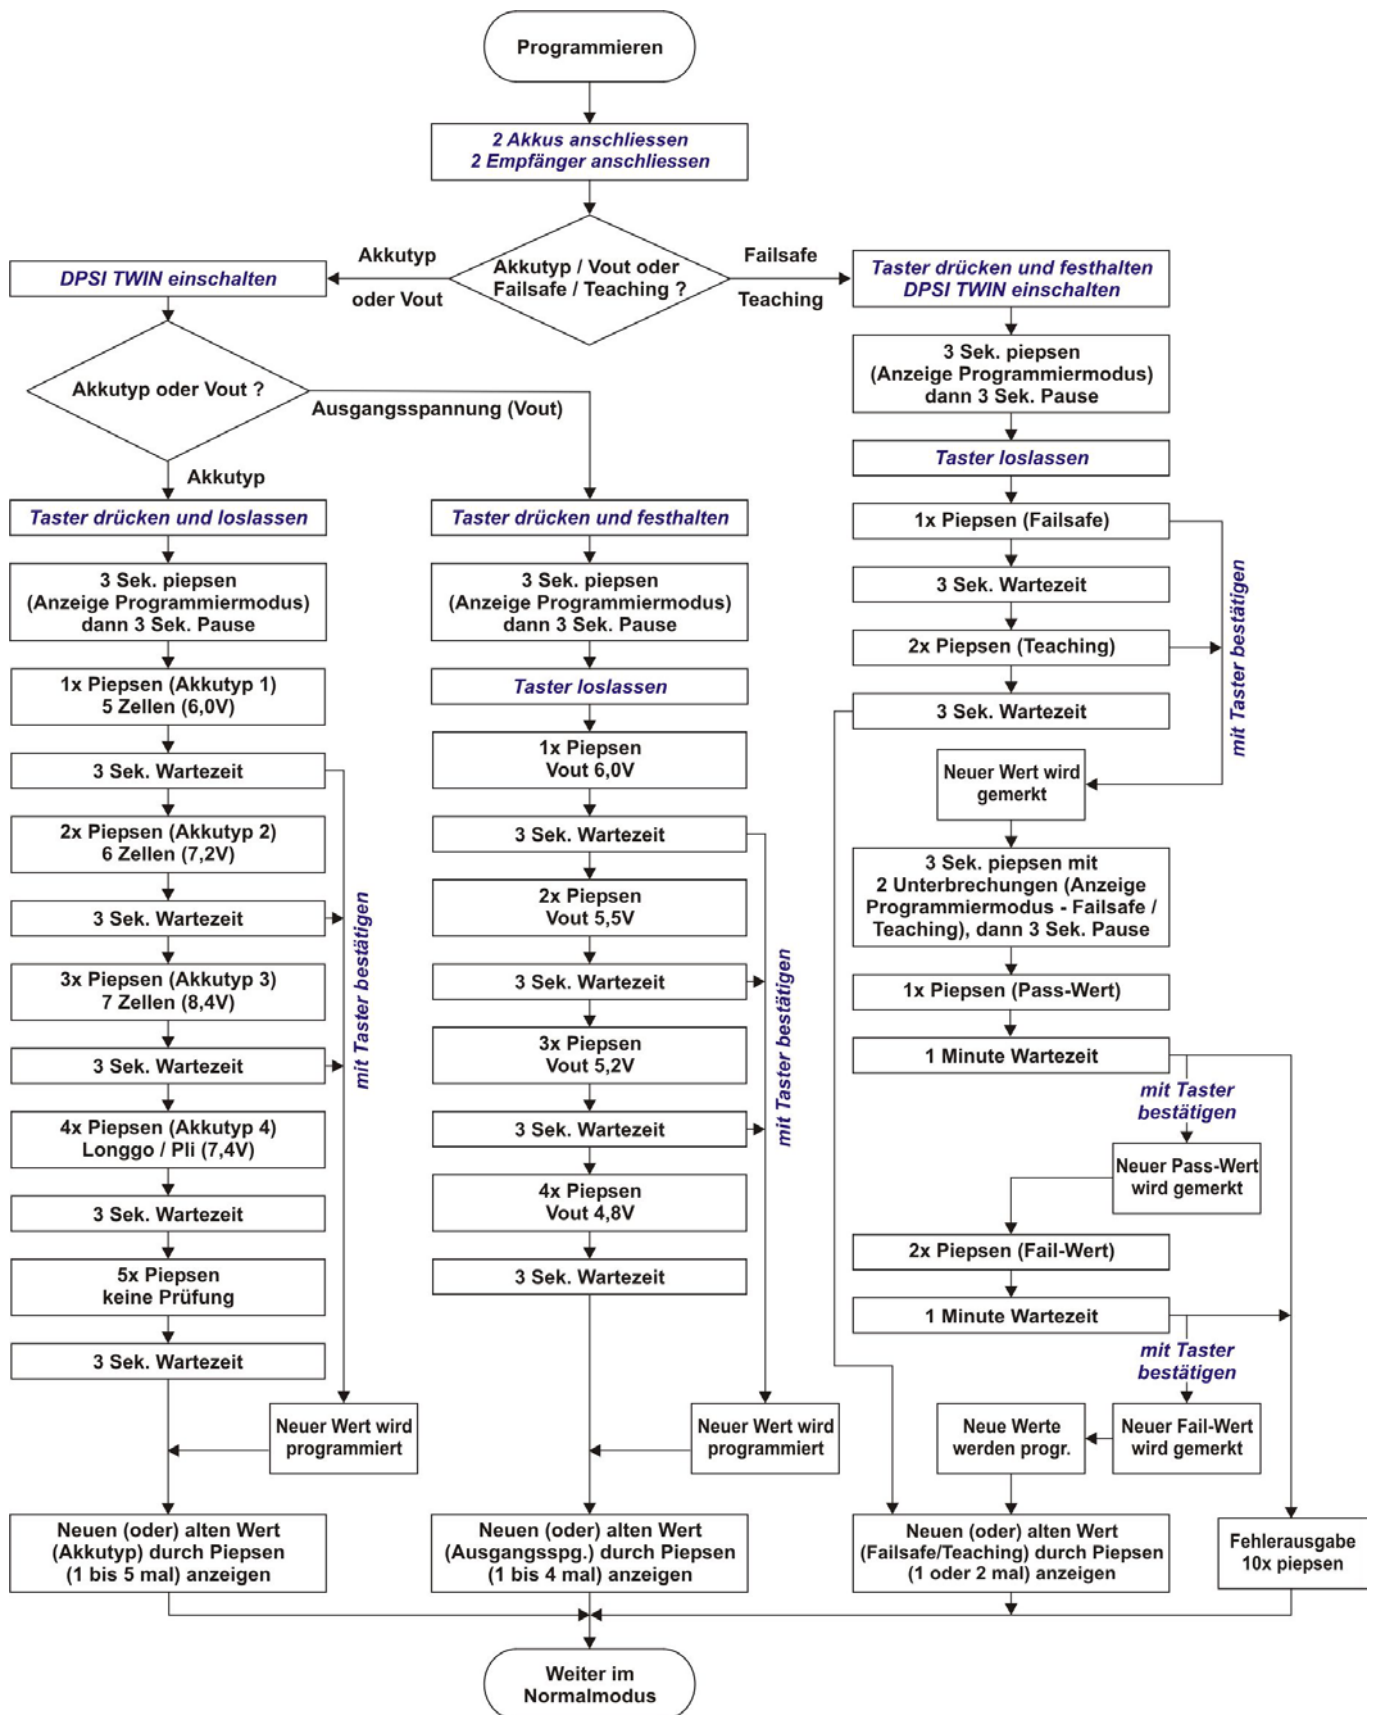 Programmieren
2 Akkus anschliessen
2 Empfänger anschliessen
Akkutyp / Vout oder
Failsafe / Teaching ?
Akkutyp
oder Vout
Failsafe
Teaching
DPSI TWIN einschalten
Akkutyp oder Vout ?
Ausgangsspannung (Vout)
Akkutyp
Taster drücken und loslassen
3 Sek. piepsen
(Anzeige Programmiermodus)
dann 3 Sek. Pause
1x Piepsen (Akkutyp 1)
5 Zellen (6,0V)
3 Sek. Wartezeit
2x Piepsen (Akkutyp 2)
6 Zellen (7,2V)
3 Sek. Wartezeit
3x Piepsen (Akkutyp 3)
7 Zellen (8,4V)
3 Sek. Wartezeit
4x Piepsen (Akkutyp 4)
Longgo / Pli (7,4V)
3 Sek. Wartezeit
5x Piepsen
keine Prüfung
3 Sek. Wartezeit
mit Taster bestätigen
Neuer Wert wird
programmiert
Neuen (oder) alten Wert
(Akkutyp) durch Piepsen
(1 bis 5 mal) anzeigen
Taster drücken und festhalten
3 Sek. piepsen
(Anzeige Programmiermodus)
dann 3 Sek. Pause
Taster loslassen
1x Piepsen
Vout 6,0V
3 Sek. Wartezeit
2x Piepsen
Vout 5,5V
3 Sek. Wartezeit
3x Piepsen
Vout 5,2V
3 Sek. Wartezeit
4x Piepsen
Vout 4,8V
3 Sek. Wartezeit
mit Taster bestätigen
Neuer Wert wird
programmiert
Neuen (oder) alten Wert
(Ausgangsspg.) durch Piepsen
(1 bis 4 mal) anzeigen
Taster drücken und festhalten
DPSI TWIN einschalten
3 Sek. piepsen
(Anzeige Programmiermodus)
dann 3 Sek. Pause
Taster loslassen
1x Piepsen (Failsafe)
3 Sek. Wartezeit
2x Piepsen (Teaching)
3 Sek. Wartezeit
mit Taster bestätigen
Neuer Wert wird
gemerkt
3 Sek. piepsen mit
2 Unterbrechungen (Anzeige
Programmiermodus - Failsafe /
Teaching), dann 3 Sek. Pause
1x Piepsen (Pass-Wert)
1 Minute Wartezeit
mit Taster
bestätigen
Neuer Pass-Wert
wird gemerkt
2x Piepsen (Fail-Wert)
1 Minute Wartezeit
mit Taster
bestätigen
Neuer Fail-Wert
wird gemerkt
Neue Werte
werden progr.
Neuen (oder) alten Wert
(Failsafe/Teaching) durch Piepsen
(1 oder 2 mal) anzeigen
Fehlerausgabe
10x piepsen
Weiter im
Normalmodus